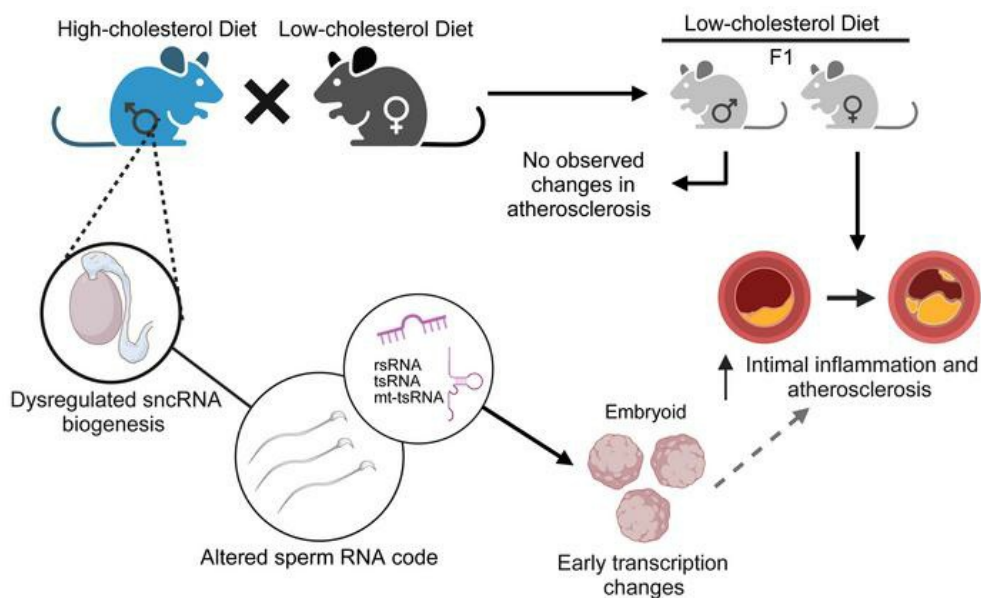 High-cholesterol Diet
Low-cholesterol Diet
Low-cholesterol Diet
F1
No observed
changes in
atherosclerosis
Dysregulated sncRNA
biogenesis
rsRNA
tsRNA
mt-tsRNA
Altered sperm RNA code
Embryoid
Early transcription
changes
Intimal inflammation and
atherosclerosis